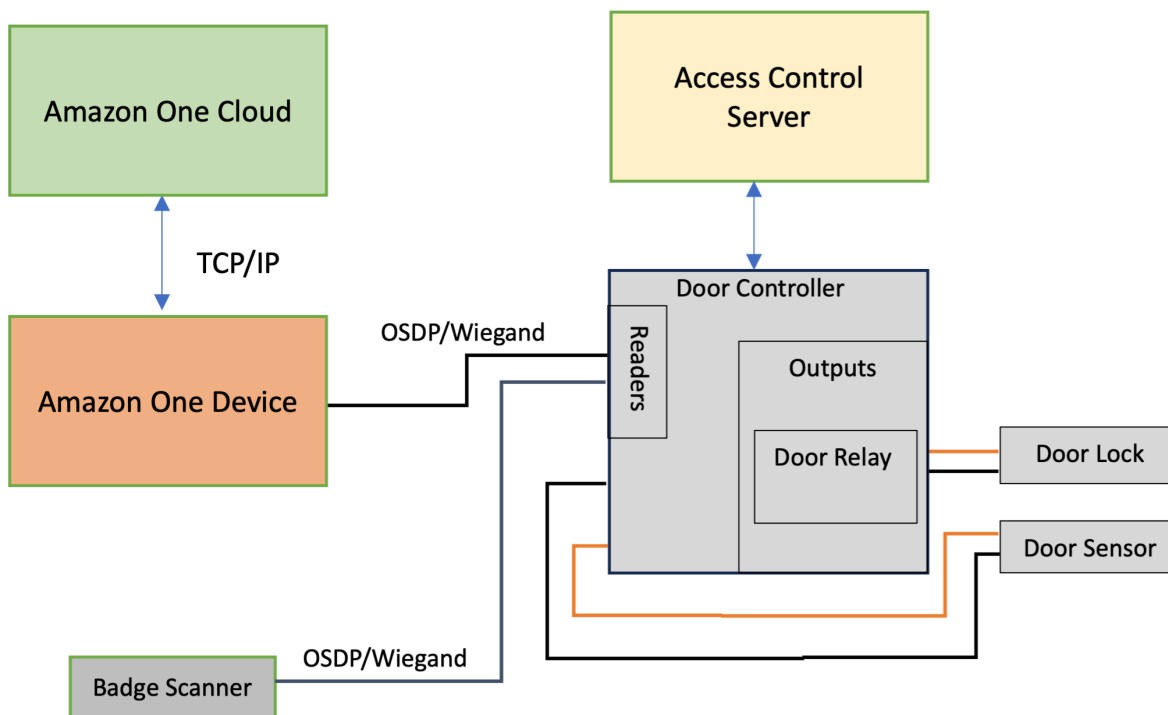 Amazon One Cloud
Access Control
Server
TCP/IP
Door Controller
Amazon One Device
OSDP/Wiegand
Readers
Outputs
Door Relay
Door Lock
Door Sensor
OSDP/Wiegand
Badge Scanner